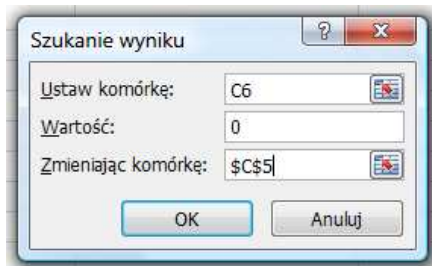 Szukanie wyniku
Ustaw komórkę: C6
Wartość: 0
Zmieniając komórkę: $C$5
OK Anuluj